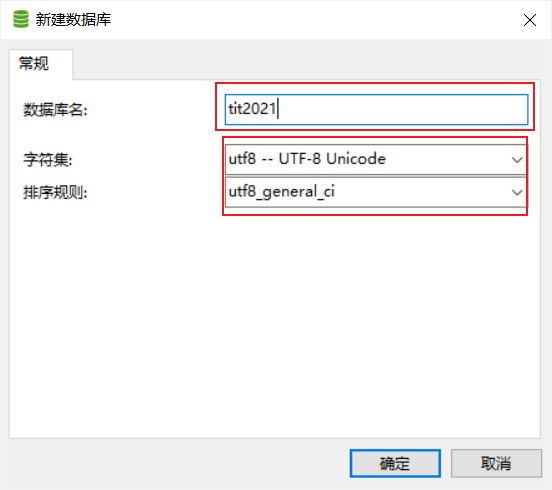 新建数据库
常规
数据库名: tit2021
字符集: utf8 -- UTF-8 Unicode
排序规则: utf8_general_ci
确定 取消